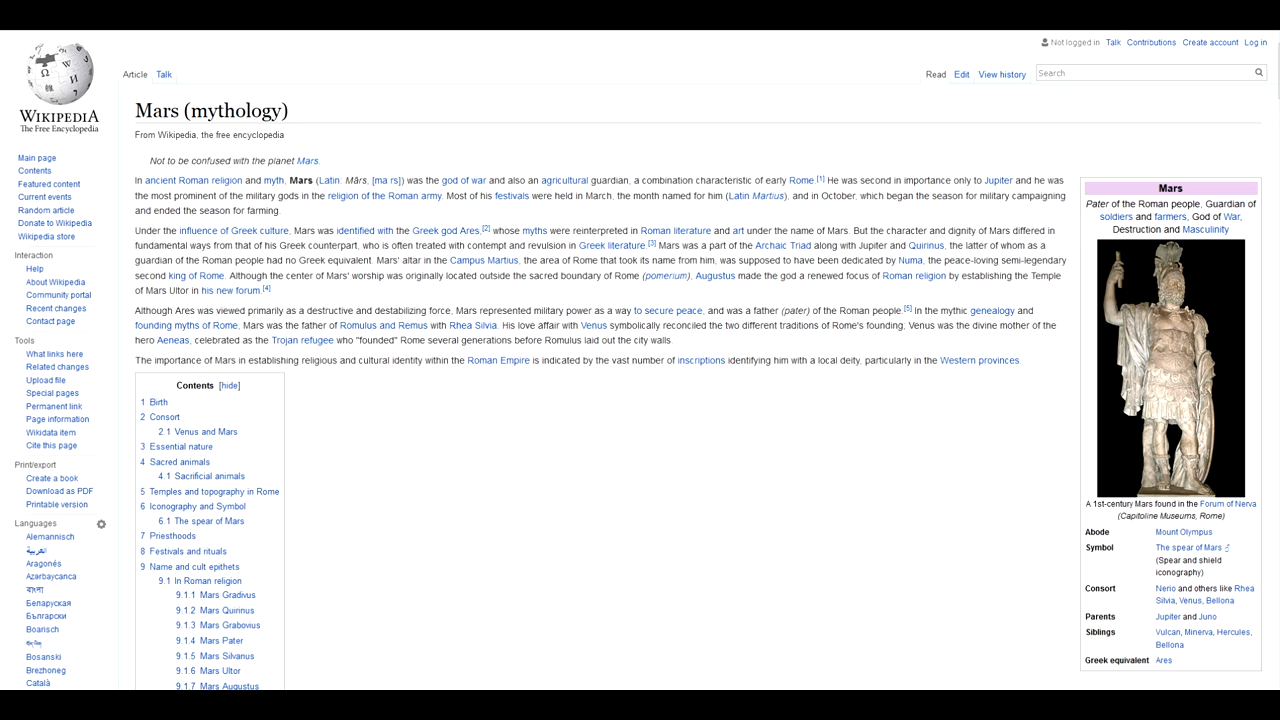 Not logged in Talk Contributions Create account Log in
Article Talk
Read Edit View history
Search
WIKIPEDIA
The Free Encyclopedia
Main page
Contents
Featured content
Current events
Random article
Donate to Wikipedia
Wikipedia store
Interaction
Help
About Wikipedia
Community portal
Recent changes
Contact page
Tools
What links here
Related changes
Upload file
Special pages
Permanent link
Page information
Wikidata item
Cite this page
Print/export
Create a book
Download as PDF
Printable version
Languages
Alemannisch
العربية
Aragonés
Azərbaycanca
বাংলা
Беларуская
Български
Boarisch
Bosanski
Brezhoneg
Català
Mars (mythology)
From Wikipedia, the free encyclopedia
Not to be confused with the planet Mars.
In ancient Roman religion and myth, Mars (Latin: Mārs, [maːrs]) was the god of war and also an agricultural guardian, a combination characteristic of early Rome.[1] He was second in importance only to Jupiter and he was
the most prominent of the military gods in the religion of the Roman army. Most of his festivals were held in March, the month named for him (Latin Martius), and in October, which began the season for military campaigning
and ended the season for farming.
Under the influence of Greek culture, Mars was identified with the Greek god Ares,[2] whose myths were reinterpreted in Roman literature and art under the name of Mars. But the character and dignity of Mars differed in
fundamental ways from that of his Greek counterpart, who is often treated with contempt and revulsion in Greek literature.[3] Mars was a part of the Archaic Triad along with Jupiter and Quirinus, the latter of whom as a
guardian of the Roman people had no Greek equivalent. Mars' altar in the Campus Martius, the area of Rome that took its name from him, was supposed to have been dedicated by Numa, the peace-loving semi-legendary
second king of Rome. Although the center of Mars' worship was originally located outside the sacred boundary of Rome (pomerium), Augustus made the god a renewed focus of Roman religion by establishing the Temple
of Mars Ultor in his new forum.[4]
Although Ares was viewed primarily as a destructive and destabilizing force, Mars represented military power as a way to secure peace, and was a father (pater) of the Roman people.[5] In the mythic genealogy and
founding myths of Rome, Mars was the father of Romulus and Remus with Rhea Silvia. His love affair with Venus symbolically reconciled the two different traditions of Rome's founding; Venus was the divine mother of the
hero Aeneas, celebrated as the Trojan refugee who "founded" Rome several generations before Romulus laid out the city walls.
The importance of Mars in establishing religious and cultural identity within the Roman Empire is indicated by the vast number of inscriptions identifying him with a local deity, particularly in the Western provinces.
Contents [hide]
1 Birth
2 Consort
2.1 Venus and Mars
3 Essential nature
4 Sacred animals
4.1 Sacrificial animals
5 Temples and topography in Rome
6 Iconography and Symbol
6.1 The spear of Mars
7 Priesthoods
8 Festivals and rituals
9 Name and cult epithets
9.1 In Roman religion
9.1.1 Mars Gradivus
9.1.2 Mars Quirinus
9.1.3 Mars Grabovius
9.1.4 Mars Pater
9.1.5 Mars Silvanus
9.1.6 Mars Ultor
9.1.7 Mars Augustus
Mars
Pater of the Roman people, Guardian of
soldiers and farmers, God of War,
Destruction and Masculinity
A 1st-century Mars found in the Forum of Nerva
(Capitoline Museums, Rome)
Abode Mount Olympus
Symbol The spear of Mars ♂
(Spear and shield
iconography)
Consort Nerio and others like Rhea
Silvia, Venus, Bellona
Parents Jupiter and Juno
Siblings Vulcan, Minerva, Hercules,
Bellona
Greek equivalent Ares